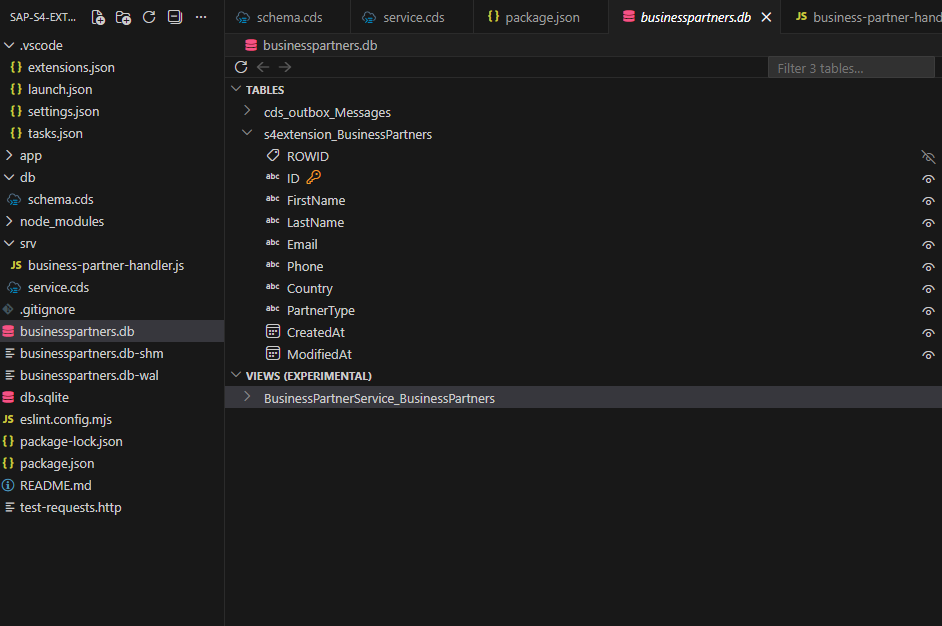 SAP-S4-EXT... 
schema.cds
service.cds
{} package.json
businesspartners.db
JS business-partner-hand
businesspartners.db
Filter 3 tables...
.vscode
{} extensions.json
{} launch.json
{} settings.json
{} tasks.json
app
db
schema.cds
node_modules
srv
JS business-partner-handler.js
service.cds
.gitignore
businesspartners.db
businesspartners.db-shm
businesspartners.db-wal
db.sqlite
JS eslint.config.mjs
{} package-lock.json
{} package.json
README.md
test-requests.http
TABLES
cds_outbox_Messages
s4extension_BusinessPartners
ROWID
abc ID
abc FirstName
abc LastName
abc Email
abc Phone
abc Country
abc PartnerType
CreatedAt
ModifiedAt
VIEWS (EXPERIMENTAL)
BusinessPartnerService_BusinessPartners